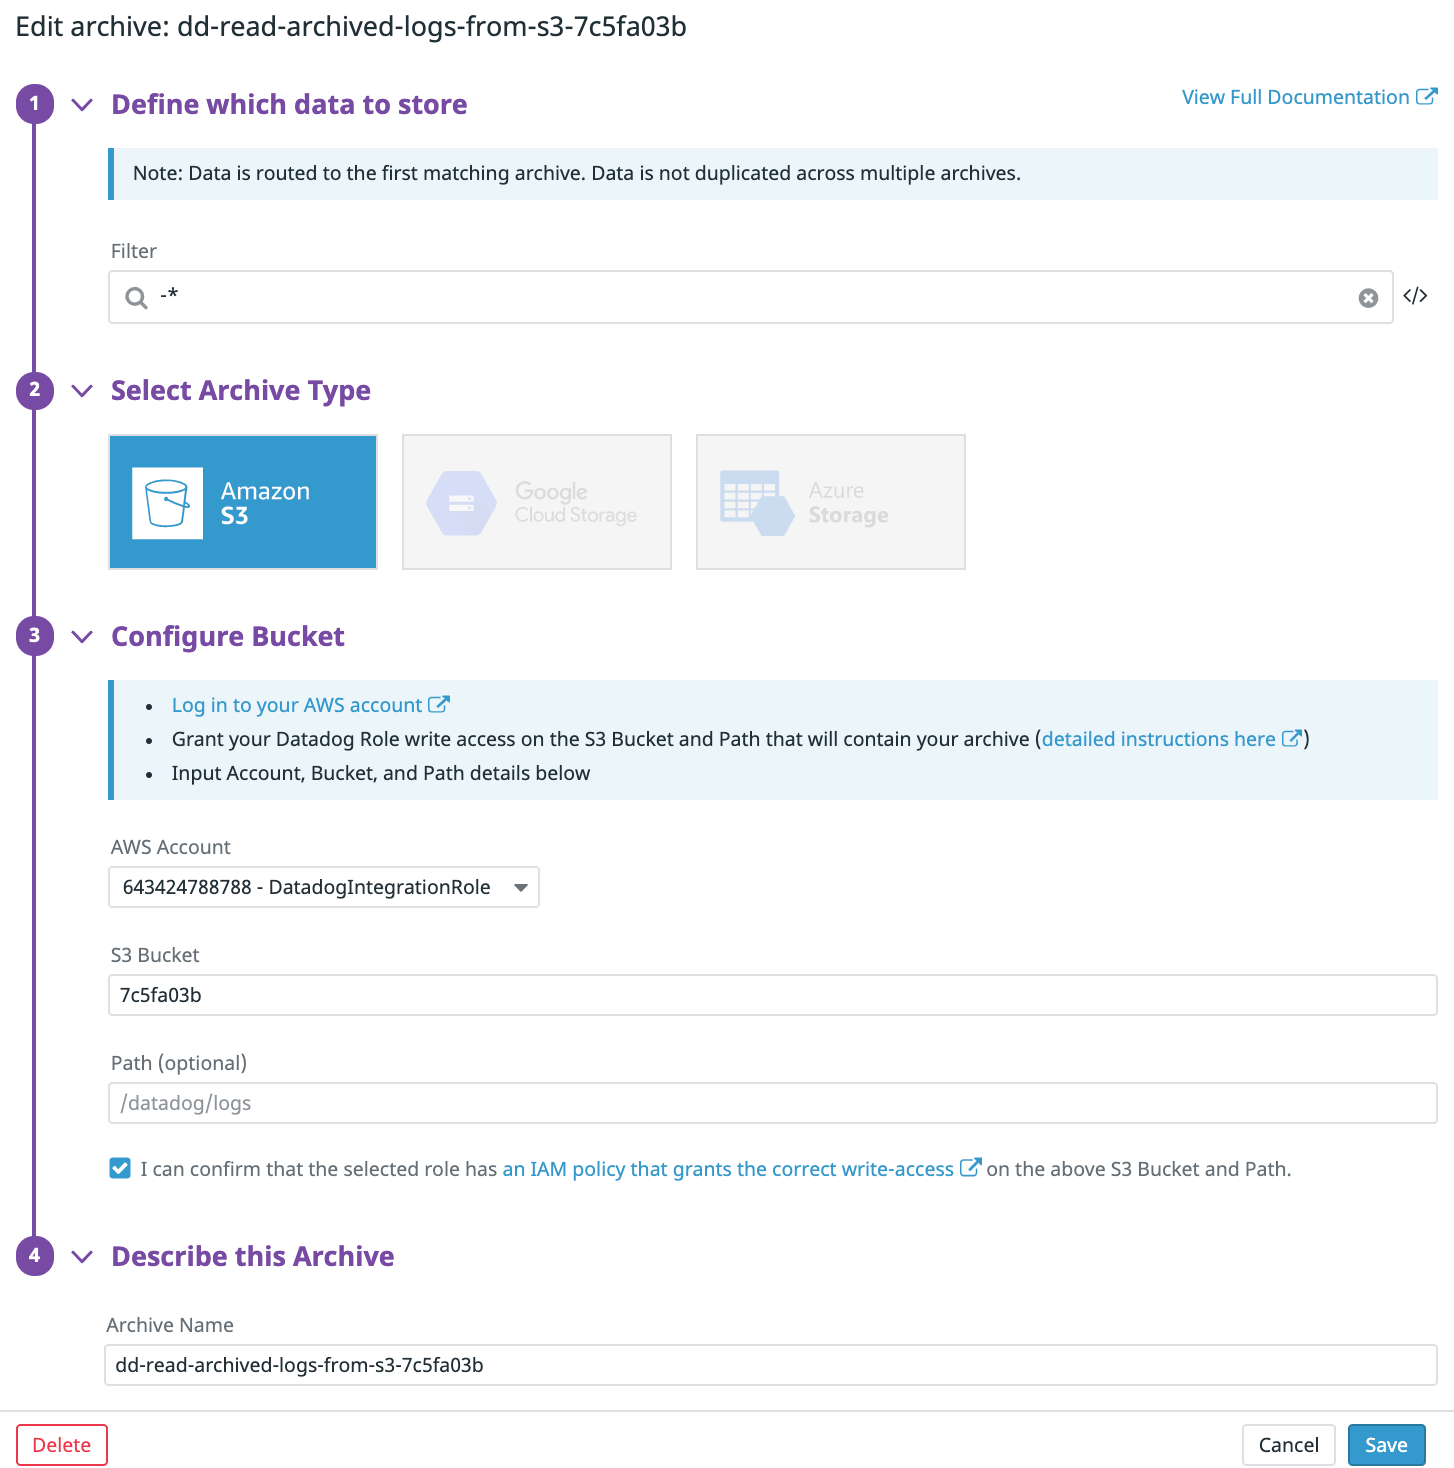 Edit archive: dd-read-archived-logs-from-s3-7c5fa03b
1 Define which data to store
View Full Documentation
Note: Data is routed to the first matching archive. Data is not duplicated across multiple archives.
Filter
-*
</>
2 Select Archive Type
Amazon
S3
Google
Cloud Storage
Azure
Storage
3 Configure Bucket
• Log in to your AWS account
• Grant your Datadog Role write access on the S3 Bucket and Path that will contain your archive (detailed instructions here)
• Input Account, Bucket, and Path details below
AWS Account
643424788788 - DatadogIntegrationRole
S3 Bucket
7c5fa03b
Path (optional)
/datadog/logs
I can confirm that the selected role has an IAM policy that grants the correct write-access on the above S3 Bucket and Path.
4 Describe this Archive
Archive Name
dd-read-archived-logs-from-s3-7c5fa03b
Delete
Cancel
Save